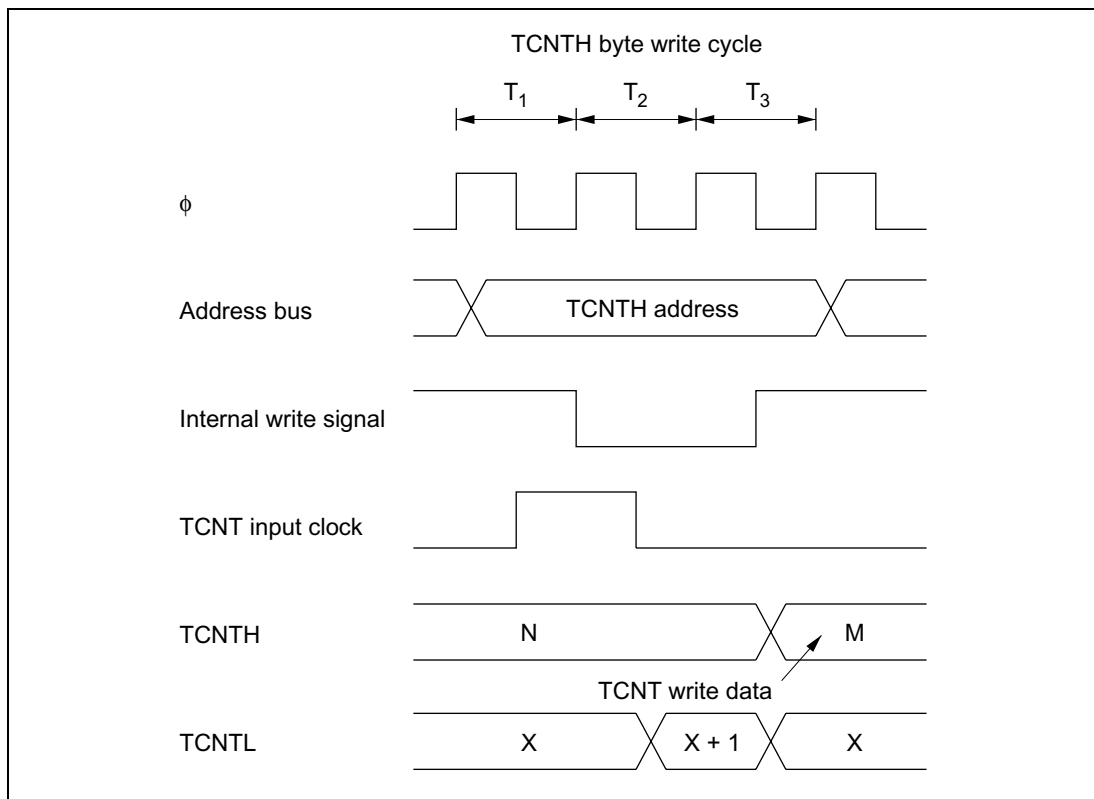 TCNTH byte write cycle
T1 T2 T3
φ
Address bus TCNTH address
Internal write signal
TCNT input clock
TCNTH N M
TCNT write data
TCNTL X X + 1 X